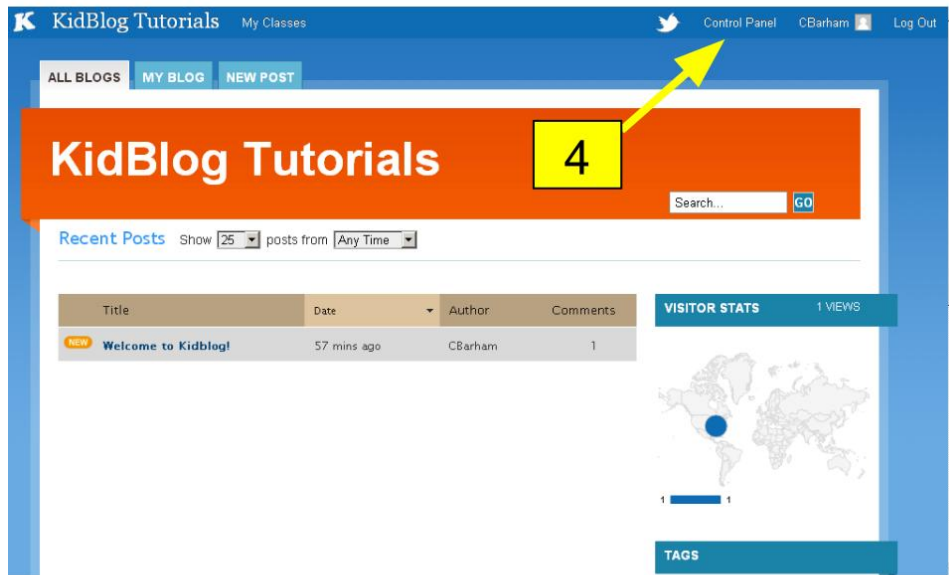 K KidBlog Tutorials My Classes Control Panel CBarham Log Out
ALL BLOGS MY BLOG NEW POST
KidBlog Tutorials
4
Search... GO
Recent Posts Show 25 posts from Any Time
Title Date Author Comments
NEW Welcome to Kidblog! 57 mins ago CBarham 1
VISITOR STATS 1 VIEWS
1 1
TAGS